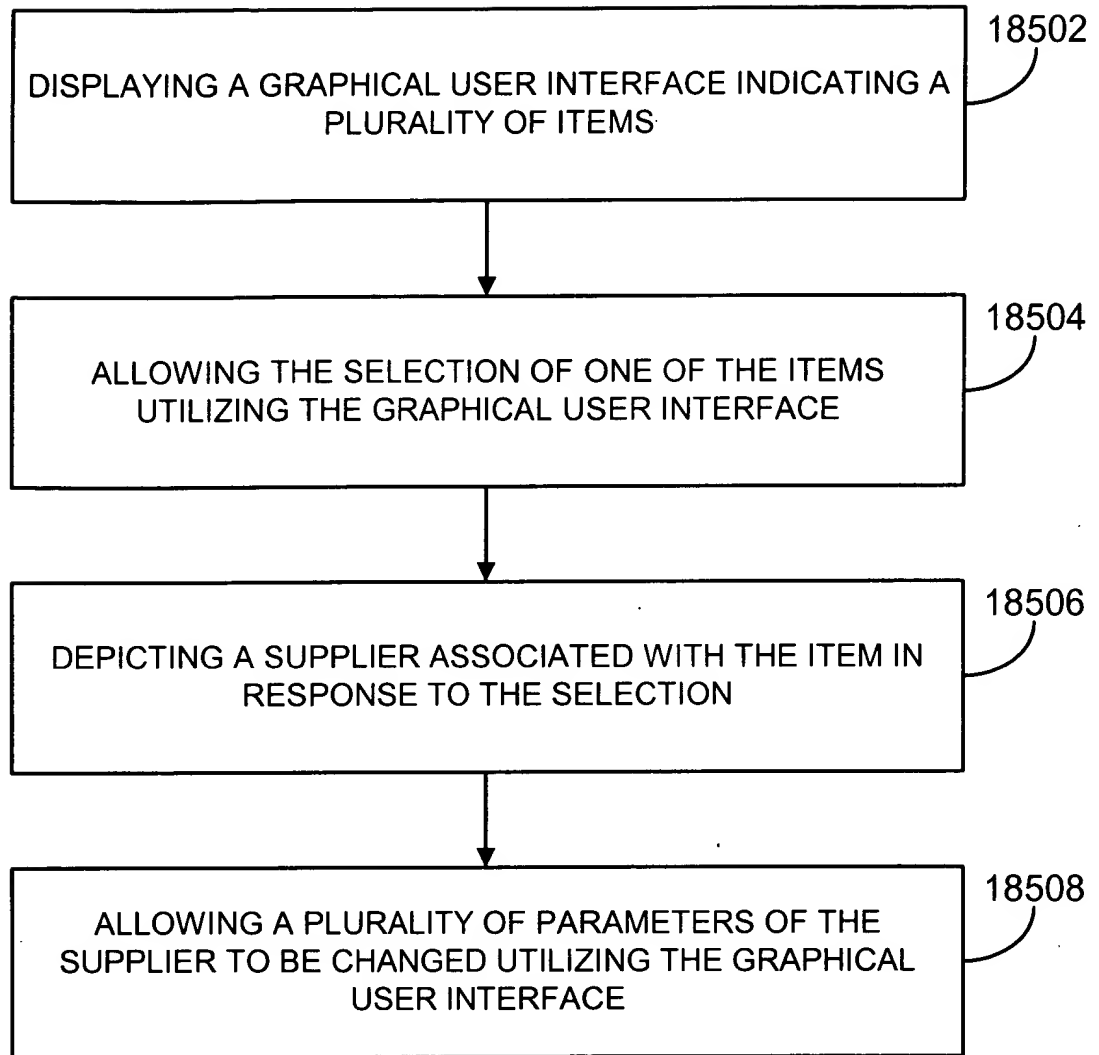 18502
DISPLAYING A GRAPHICAL USER INTERFACE INDICATING A
PLURALITY OF ITEMS
18504
ALLOWING THE SELECTION OF ONE OF THE ITEMS
UTILIZING THE GRAPHICAL USER INTERFACE
18506
DEPICTING A SUPPLIER ASSOCIATED WITH THE ITEM IN
RESPONSE TO THE SELECTION
18508
ALLOWING A PLURALITY OF PARAMETERS OF THE
SUPPLIER TO BE CHANGED UTILIZING THE GRAPHICAL
USER INTERFACE